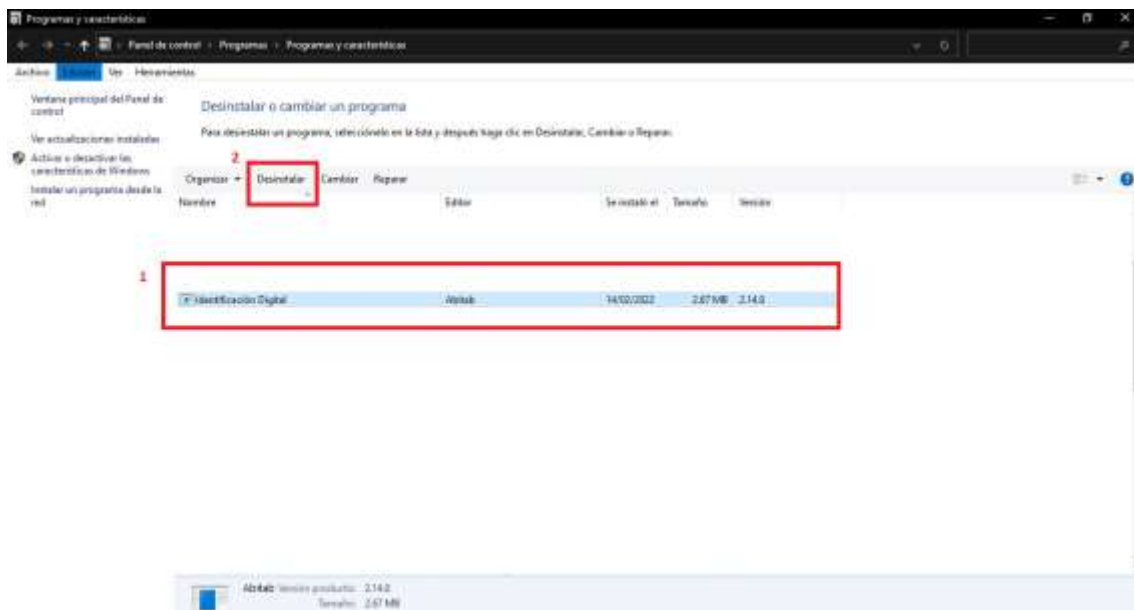 Programas y características
Panel de control › Programas › Programas y características
Archivo Edición Ver Herramientas
Ventana principal del Panel de control
Ver actualizaciones instaladas
Activar o desactivar las características de Windows
Instalar un programa desde la red
Desinstalar o cambiar un programa
Para desinstalar un programa, selecciónelo en la lista y después haga clic en Desinstalar, Cambiar o Reparar.
2
Organizar Desinstalar Cambiar Reparar
Nombre Editor Se instaló el Tamaño Versión
1
Identificación Digital Abitab 14/02/2022 2.67 MB 2.14.0
Abitab Versión producto: 2.14.0
Tamaño: 2.67 MB